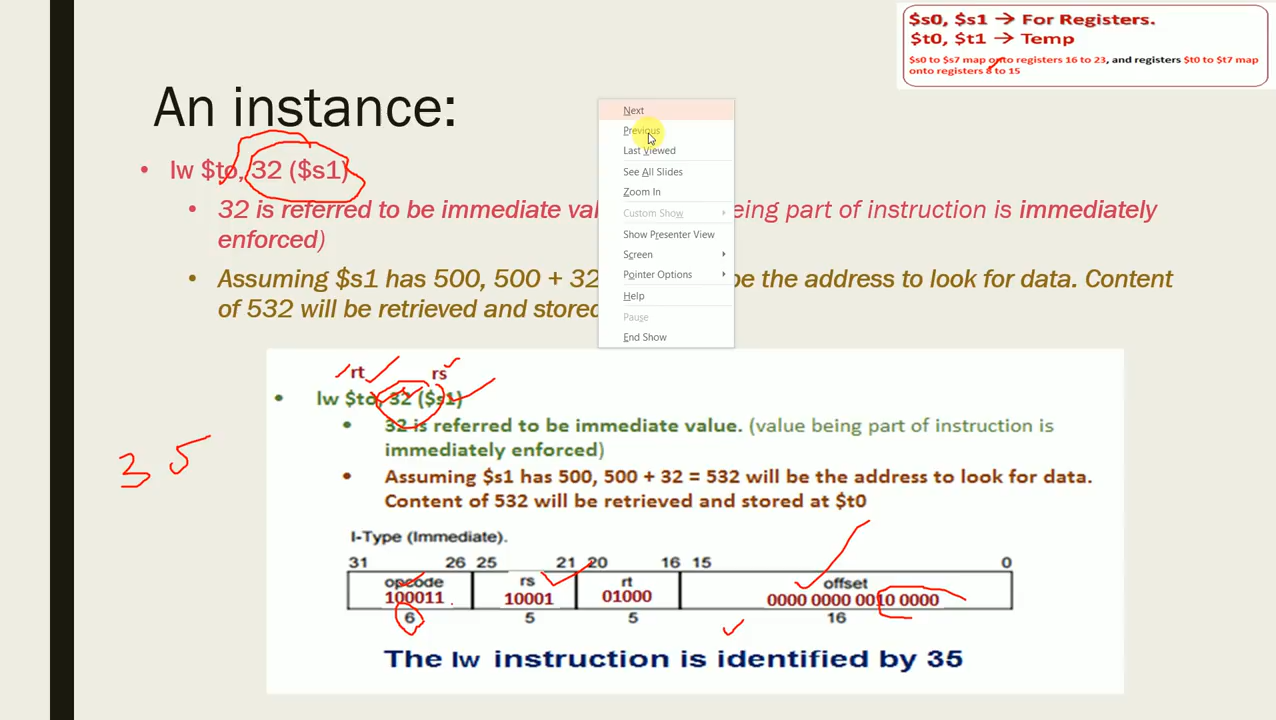 $s0, $s1 → For Registers.
$t0, $t1 → Temp
$s0 to $s7 map onto registers 16 to 23, and registers $t0 to $t7 map
onto registers 8 to 15
An instance:
• lw $to, 32 ($s1)
• 32 is referred to be immediate val eing part of instruction is immediately
enforced)
• Assuming $s1 has 500, 500 + 32 be the address to look for data. Content
of 532 will be retrieved and stored
Next
Previous
Last Viewed
See All Slides
Zoom In
Custom Show
Show Presenter View
Screen
Pointer Options
Help
Pause
End Show
rt rs
• lw $to, 32 ($s1)
• 32 is referred to be immediate value. (value being part of instruction is
immediately enforced)
• Assuming $s1 has 500, 500 + 32 = 532 will be the address to look for data.
Content of 532 will be retrieved and stored at $t0
35
I-Type (Immediate).
31 26 25 21 20 16 15 0
opcode rs rt offset
100011 10001 01000 0000 0000 0010 0000
6 5 5 16
The lw instruction is identified by 35